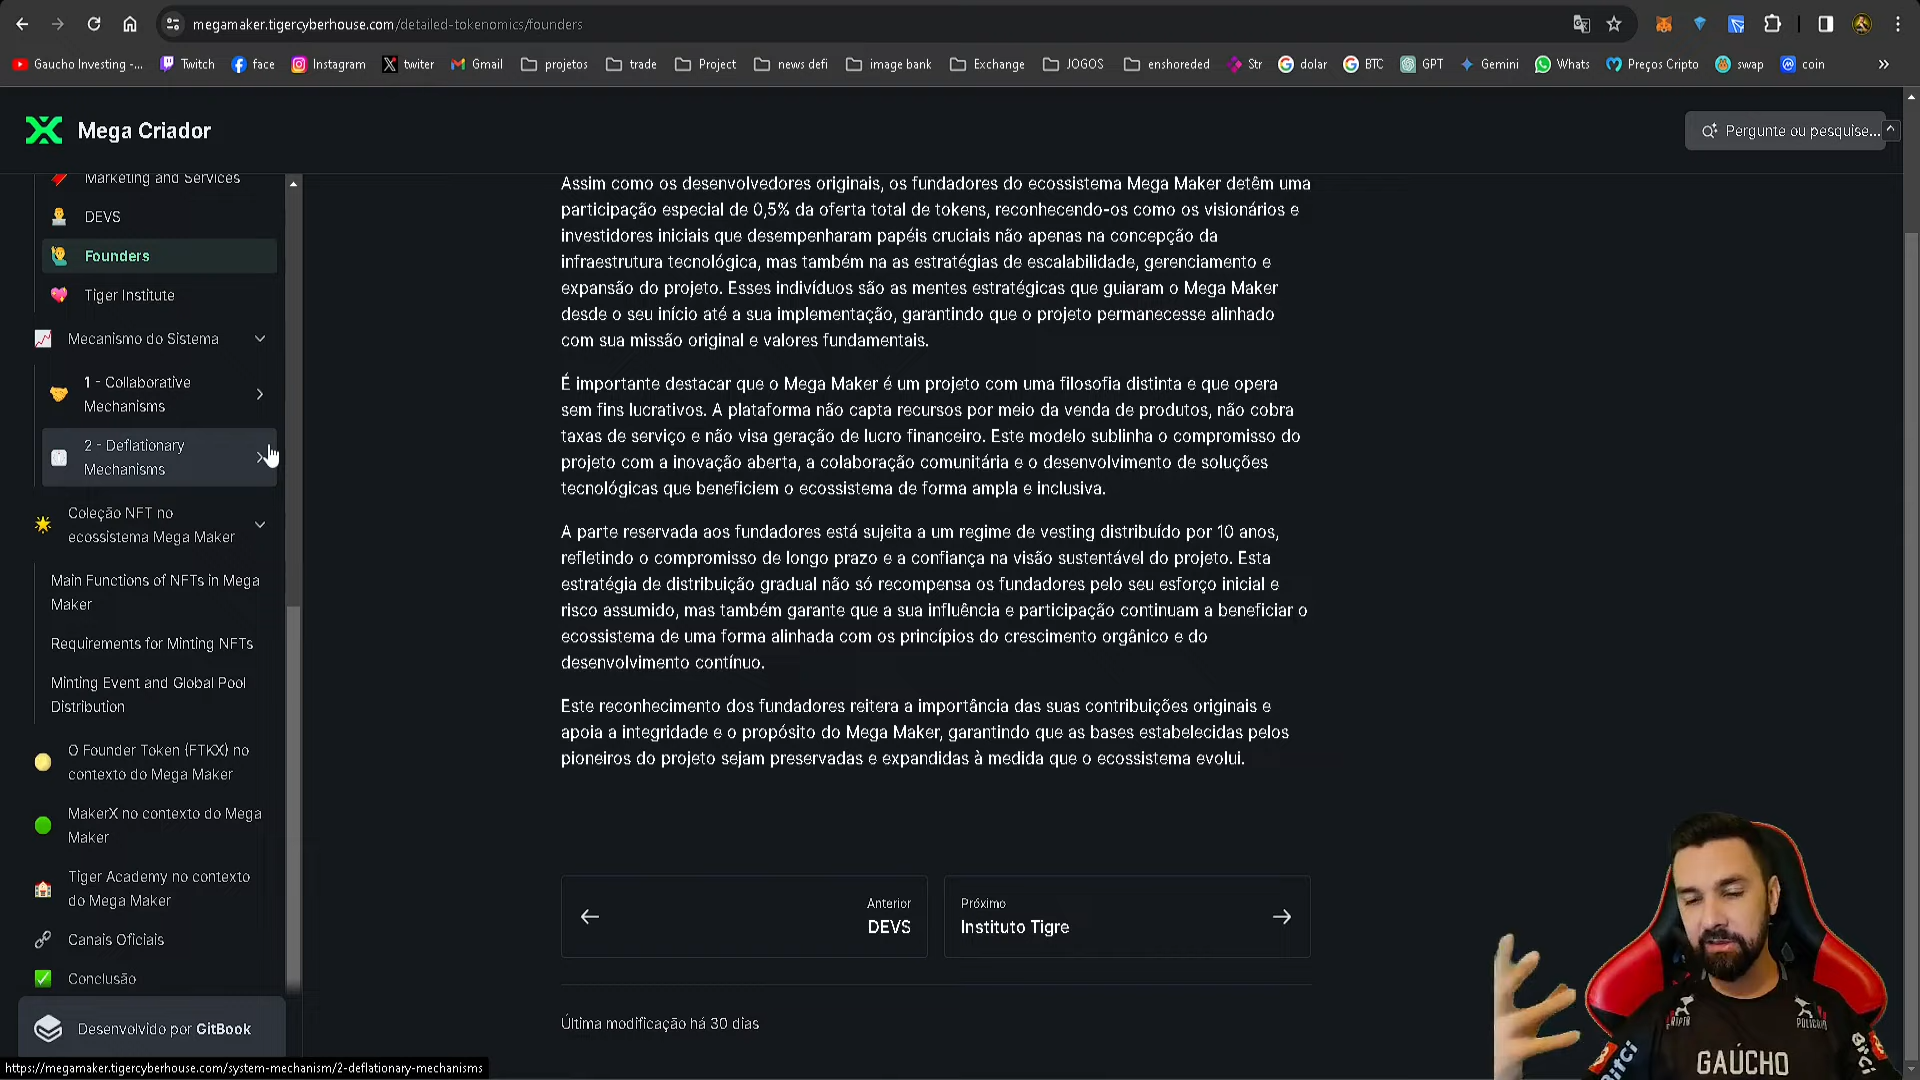 megamaker.tigercyberhouse.com/detailed-tokenomics/founders
Gaucho Investing -... Twitch face Instagram twiter Gmail projetos trade Project news defi image bank Exchange JOGOS enshoreded Str dolar BTC GPT Gemini Whats Preços Cripto swap coin
Mega Criador
Pergunte ou pesquise...
Marketing and Services
DEVS
Founders
Tiger Institute
Mecanismo do Sistema
1 - Collaborative
Mechanisms
2 - Deflationary
Mechanisms
Coleção NFT no
ecossistema Mega Maker
Main Functions of NFTs in Mega
Maker
Requirements for Minting NFTs
Minting Event and Global Pool
Distribution
O Founder Token (FTKX) no
contexto do Mega Maker
MakerX no contexto do Mega
Maker
Tiger Academy no contexto
do Mega Maker
Canais Oficiais
Conclusão
Desenvolvido por GitBook
https://megamaker.tigercyberhouse.com/system-mechanism/2-deflationary-mechanisms
Assim como os desenvolvedores originais, os fundadores do ecossistema Mega Maker detêm uma
participação especial de 0,5% da oferta total de tokens, reconhecendo-os como os visionários e
investidores iniciais que desempenharam papéis cruciais não apenas na concepção da
infraestrutura tecnológica, mas também na as estratégias de escalabilidade, gerenciamento e
expansão do projeto. Esses indivíduos são as mentes estratégicas que guiaram o Mega Maker
desde o seu início até a sua implementação, garantindo que o projeto permanecesse alinhado
com sua missão original e valores fundamentais.
É importante destacar que o Mega Maker é um projeto com uma filosofia distinta e que opera
sem fins lucrativos. A plataforma não capta recursos por meio da venda de produtos, não cobra
taxas de serviço e não visa geração de lucro financeiro. Este modelo sublinha o compromisso do
projeto com a inovação aberta, a colaboração comunitária e o desenvolvimento de soluções
tecnológicas que beneficiem o ecossistema de forma ampla e inclusiva.
A parte reservada aos fundadores está sujeita a um regime de vesting distribuído por 10 anos,
refletindo o compromisso de longo prazo e a confiança na visão sustentável do projeto. Esta
estratégia de distribuição gradual não só recompensa os fundadores pelo seu esforço inicial e
risco assumido, mas também garante que a sua influência e participação continuam a beneficiar o
ecossistema de uma forma alinhada com os princípios do crescimento orgânico e do
desenvolvimento contínuo.
Este reconhecimento dos fundadores reitera a importância das suas contribuições originais e
apoia a integridade e o propósito do Mega Maker, garantindo que as bases estabelecidas pelos
pioneiros do projeto sejam preservadas e expandidas à medida que o ecossistema evolui.
Anterior
DEVS
Próximo
Instituto Tigre
Última modificação há 30 dias
GAÚCHO